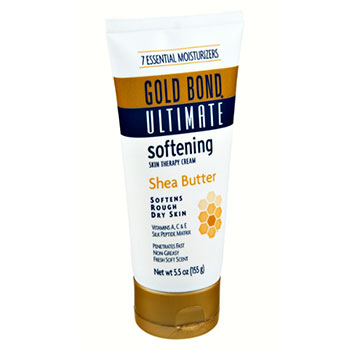 7 ESSENTIAL MOISTURIZERS
GOLD BOND
ULTIMATE
softening
SKIN THERAPY CREAM
Shea Butter
SOFTENS
ROUGH
DRY SKIN
VITAMINS A, C & E
SILK PEPTIDE MATRIX
PENETRATES FAST
NON-GREASY
FRESH SOFT SCENT
Net wt 5.5 oz (155 g)